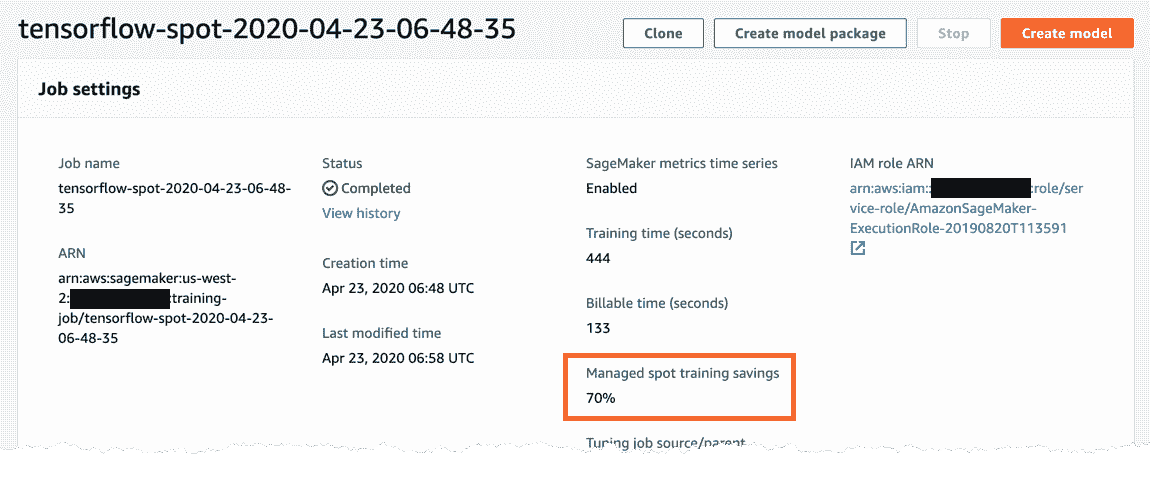 tensorflow-spot-2020-04-23-06-48-35
Clone
Create model package
Stop
Create model
Job settings
Job name
tensorflow-spot-2020-04-23-06-48-
35
ARN
arn:aws:sagemaker:us-west-
2: :training-
job/tensorflow-spot-2020-04-23-
06-48-35
Status
Completed
View history
Creation time
Apr 23, 2020 06:48 UTC
Last modified time
Apr 23, 2020 06:58 UTC
SageMaker metrics time series
Enabled
Training time (seconds)
444
Billable time (seconds)
133
Managed spot training savings
70%
Tuning job source/parent
IAM role ARN
arn:aws:iam:: :role/ser
vice-role/AmazonSageMaker-
ExecutionRole-20190820T113591